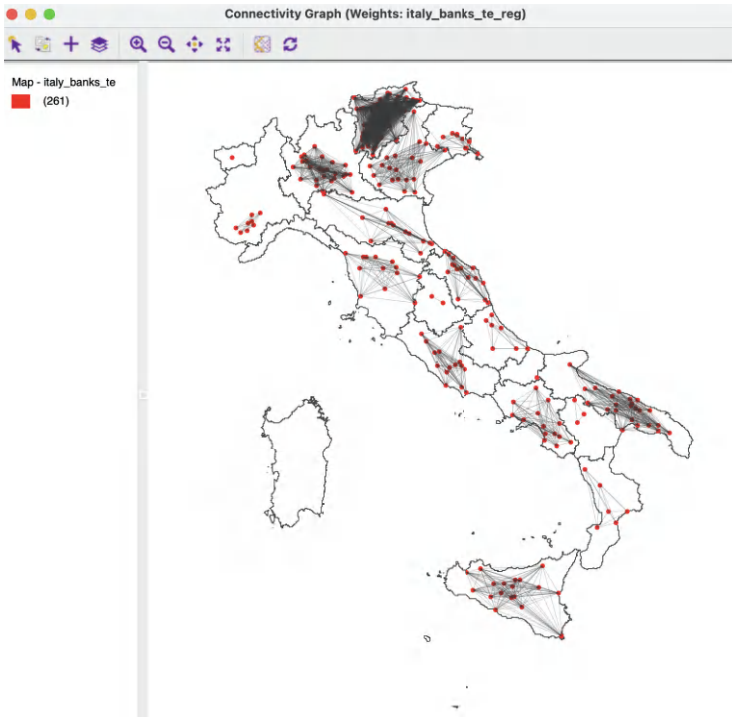 Connectivity Graph (Weights: italy_banks_te_reg)
Map - italy_banks_te
(261)